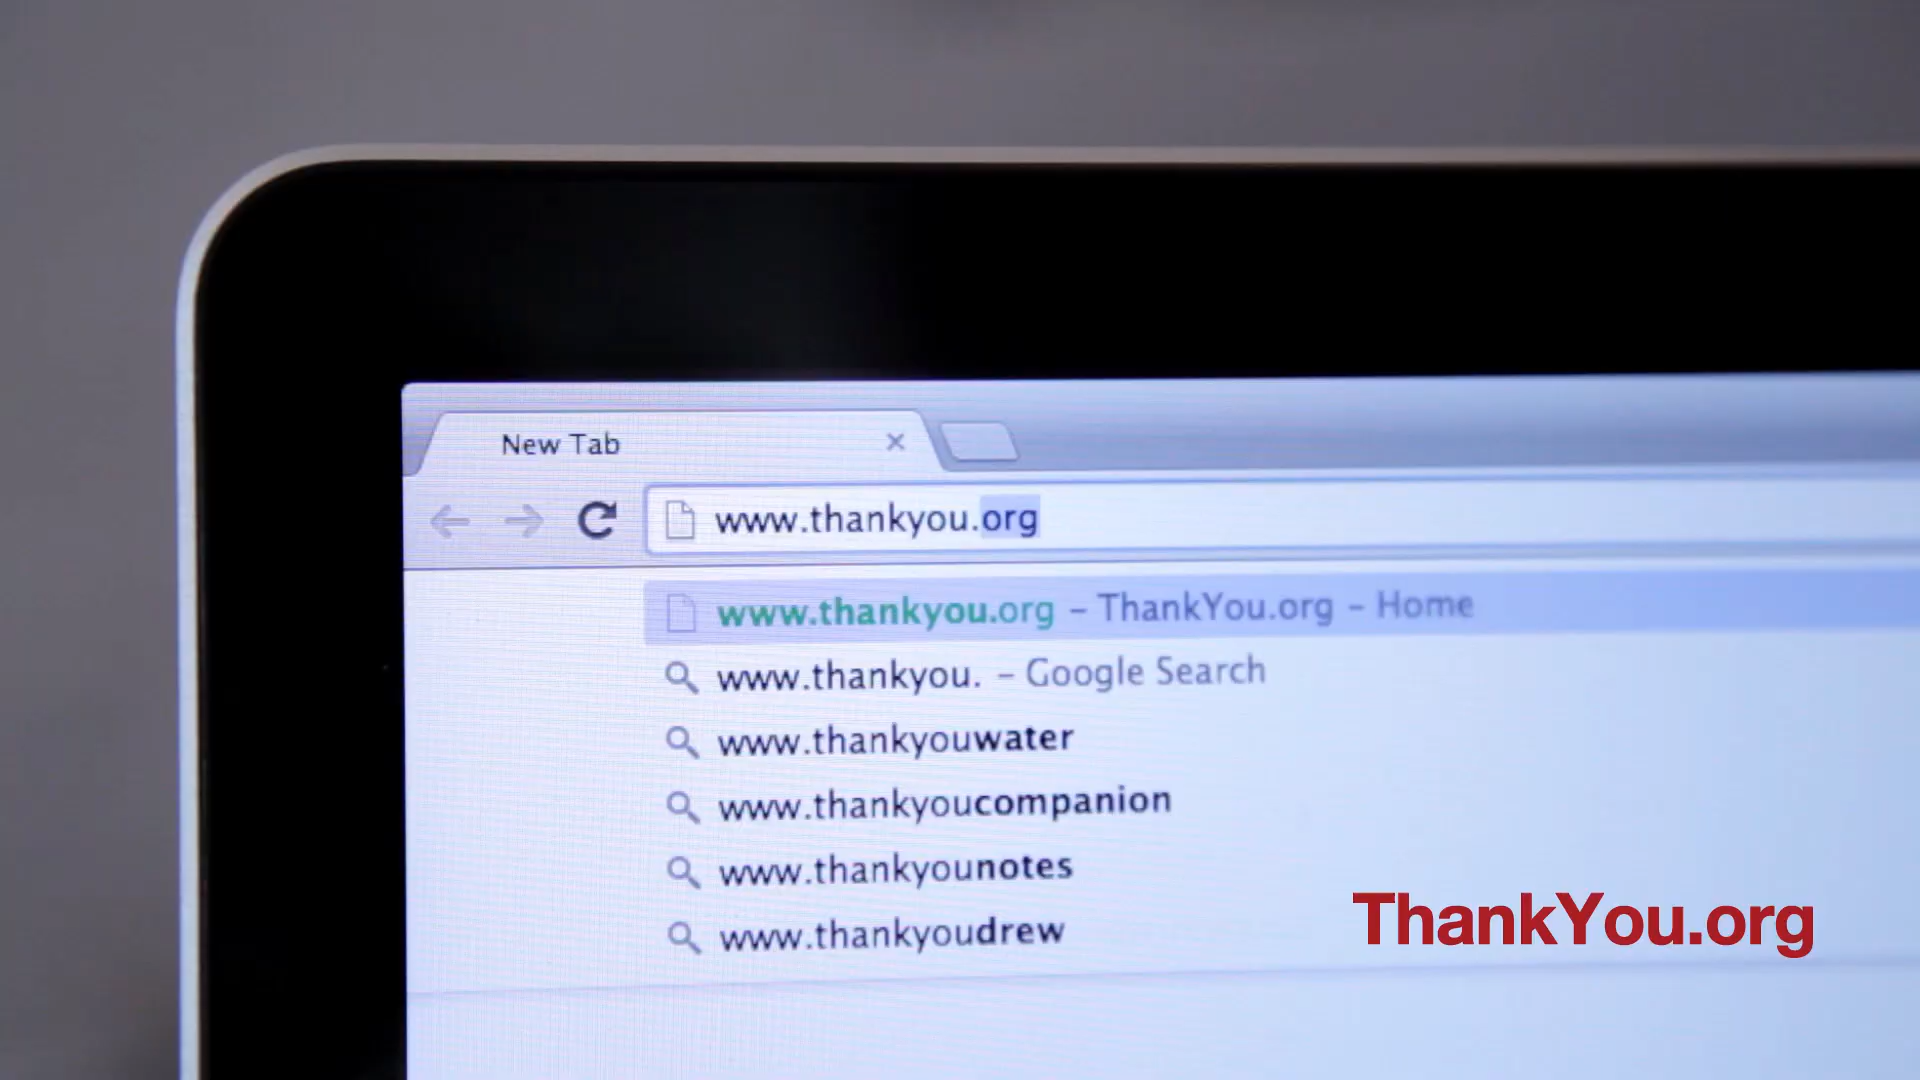 New Tab
www.thankyou.org
www.thankyou.org – ThankYou.org – Home
www.thankyou. – Google Search
www.thankyouwater
www.thankyoucompanion
www.thankyounotes
www.thankyoudrew
ThankYou.org